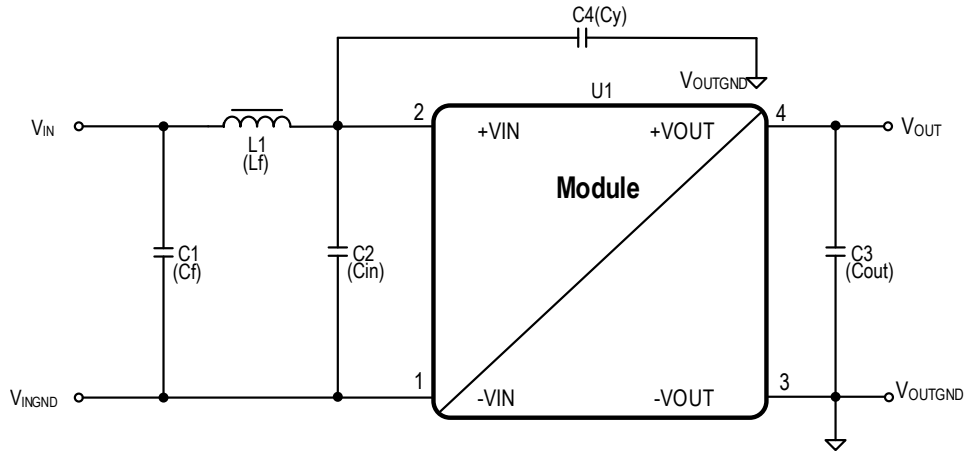 C4(Cy)
VOUTGND
U1
VIN
2
4
+VIN
+VOUT
VOUT
L1
(Lf)
Module
C1
(Cf)
C2
(Cin)
C3
(Cout)
VINGND
1
3
-VIN
-VOUT
VOUTGND